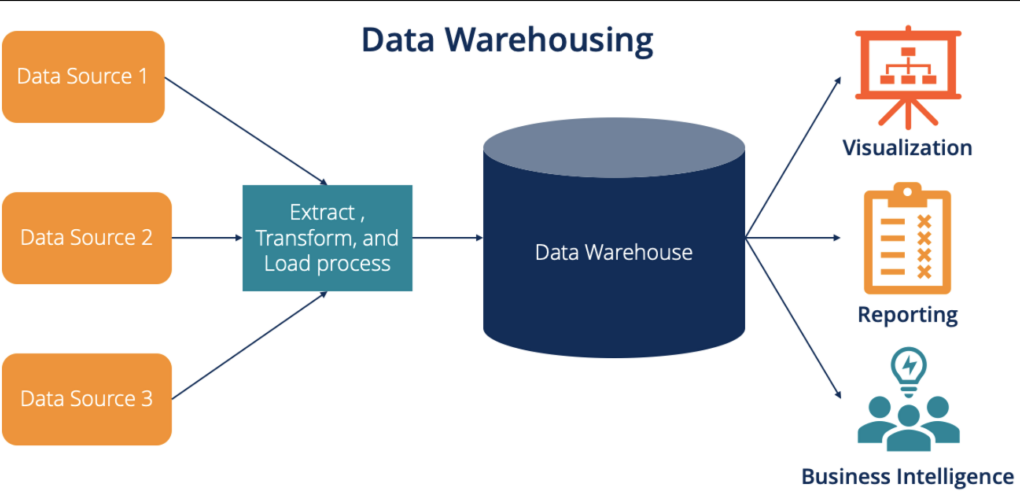 Data Warehousing
Data Source 1
Data Source 2
Data Source 3
Extract ,
Transform, and
Load process
Data Warehouse
Visualization
Reporting
Business Intelligence